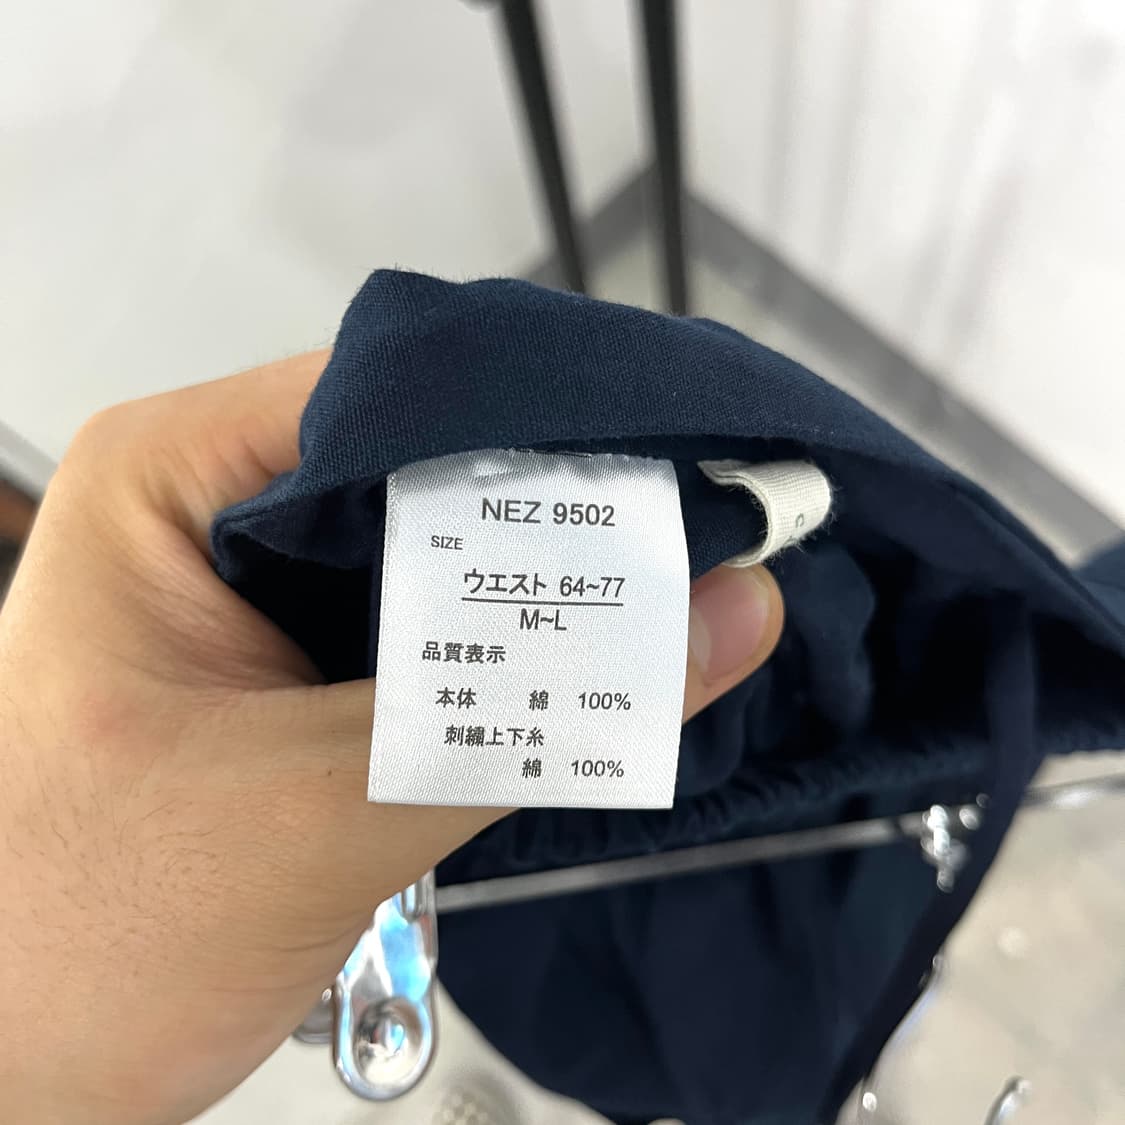 NEZ 9502
SIZE
ウエスト 64~77
M~L
品質表示
本体 綿 100%
刺繍上下糸
綿 100%